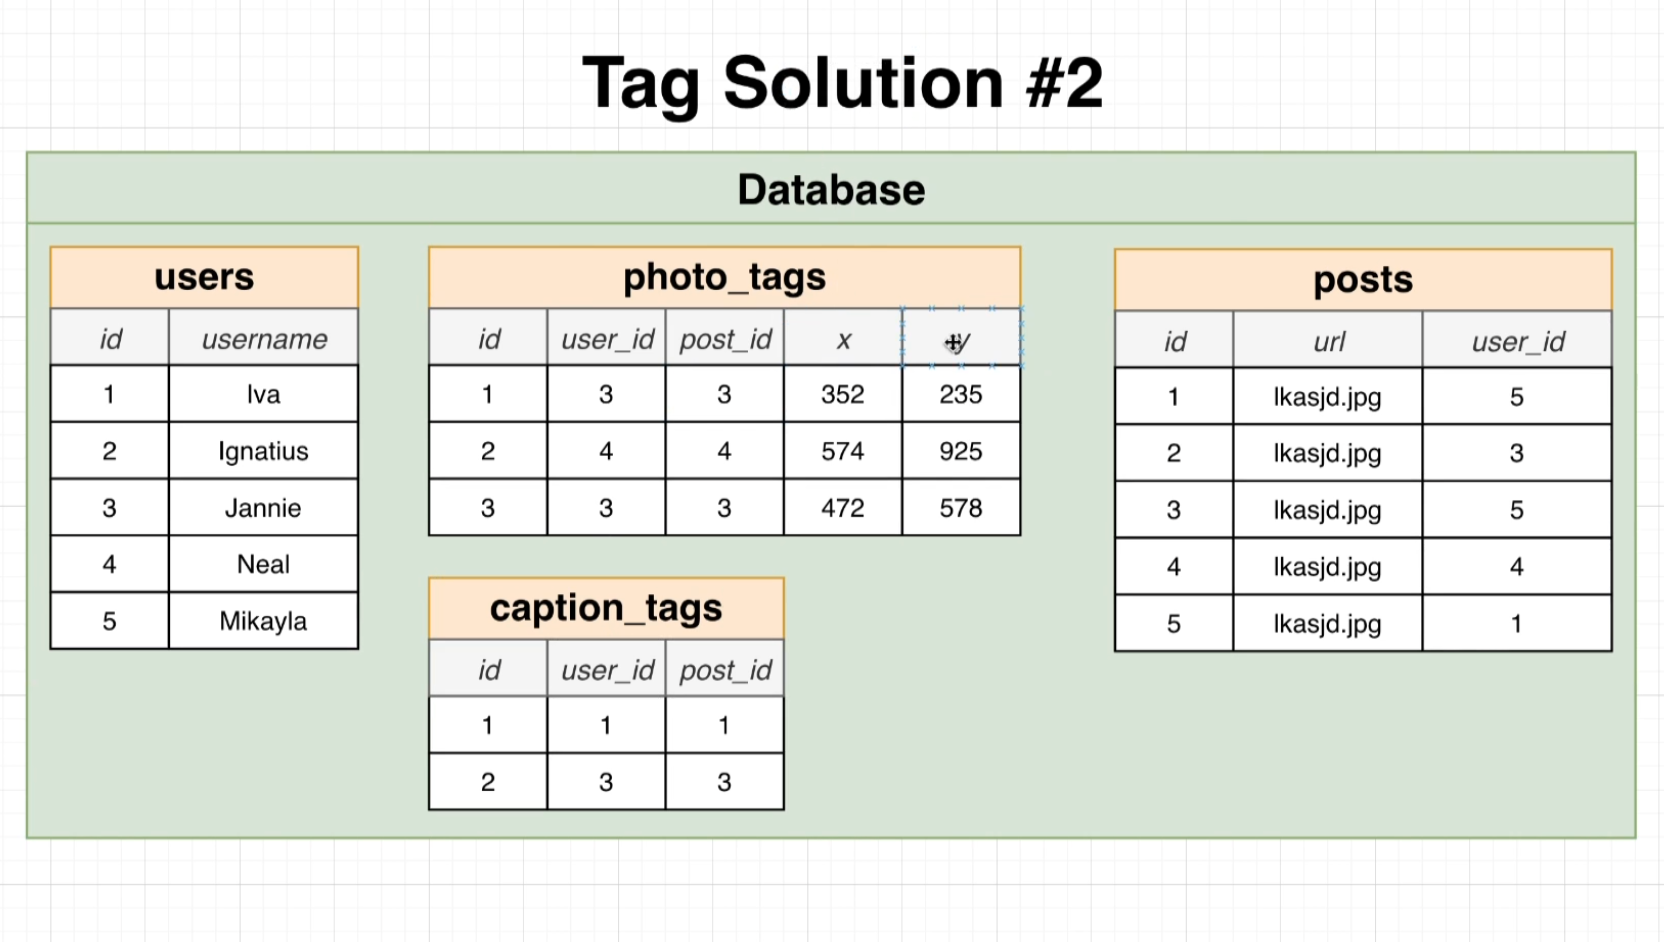 Tag Solution #2
Database
users
id username
1 Iva
2 Ignatius
3 Jannie
4 Neal
5 Mikayla
photo_tags
id user_id post_id x y
1 3 3 352 235
2 4 4 574 925
3 3 3 472 578
caption_tags
id user_id post_id
1 1 1
2 3 3
posts
id url user_id
1 lkasjd.jpg 5
2 lkasjd.jpg 3
3 lkasjd.jpg 5
4 lkasjd.jpg 4
5 lkasjd.jpg 1